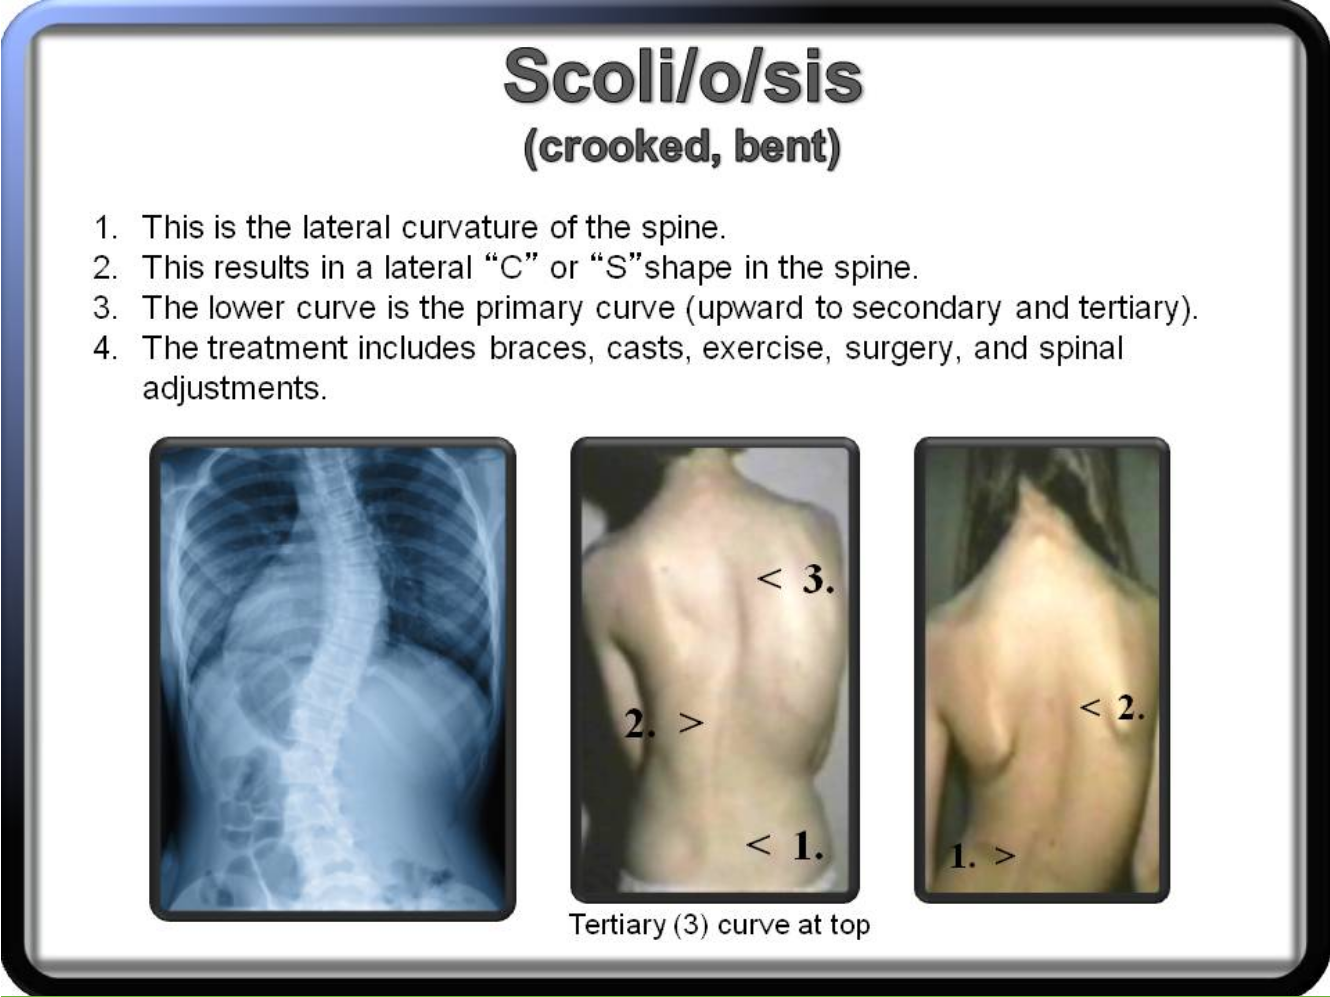 Scoli/o/sis
(crooked, bent)
1. This is the lateral curvature of the spine.
2. This results in a lateral “C” or “S”shape in the spine.
3. The lower curve is the primary curve (upward to secondary and tertiary).
4. The treatment includes braces, casts, exercise, surgery, and spinal
adjustments.
< 3.
2. >
< 1.
< 2.
1. >
Tertiary (3) curve at top